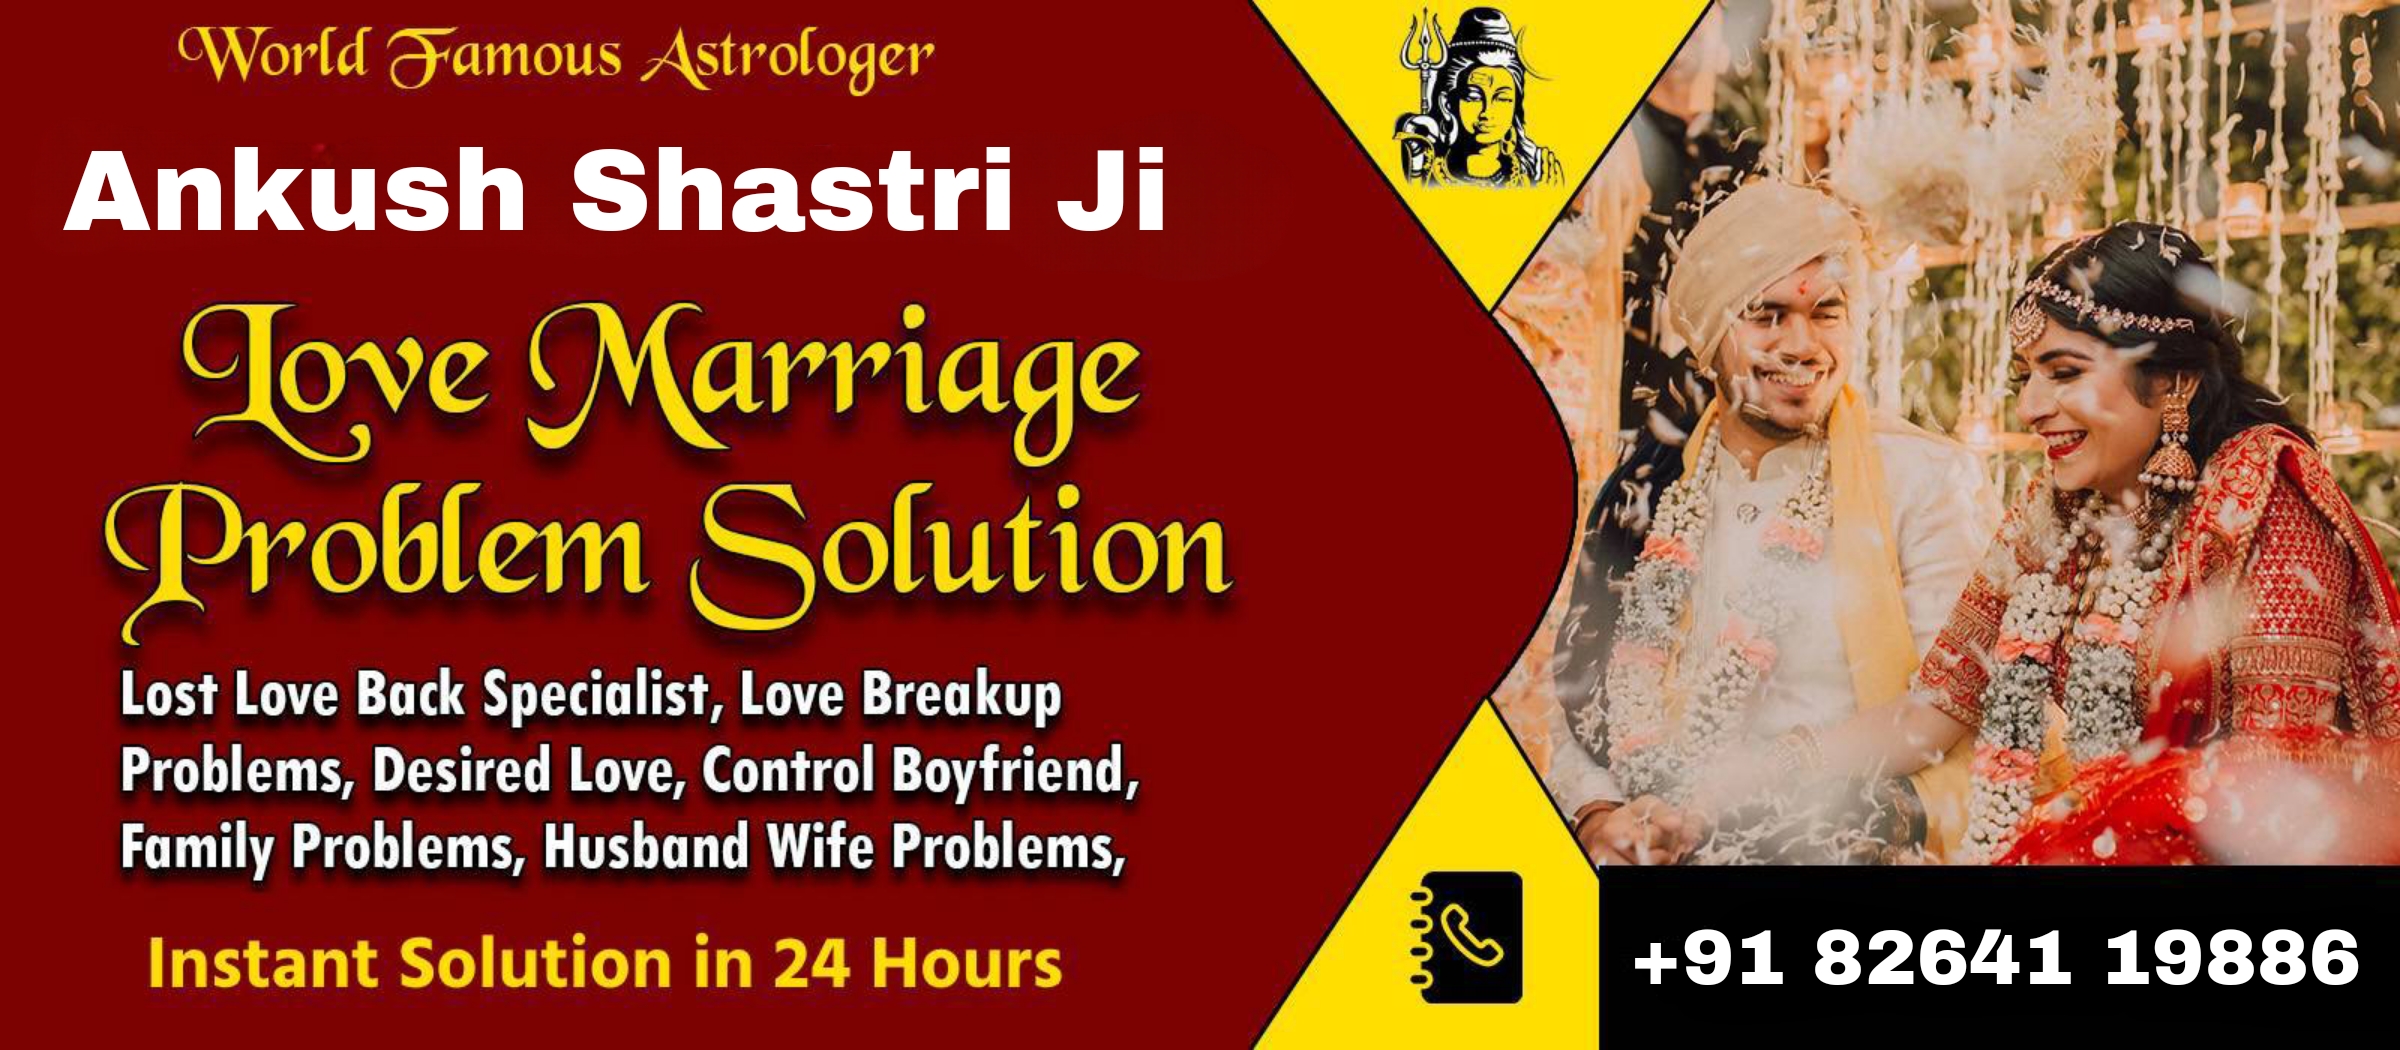 World Famous Astrologer
Ankush Shastri Ji
Love Marriage
Problem Solution
Lost Love Back Specialist, Love Breakup
Problems, Desired Love, Control Boyfriend,
Family Problems, Husband Wife Problems,
Instant Solution in 24 Hours
+91 82641 19886